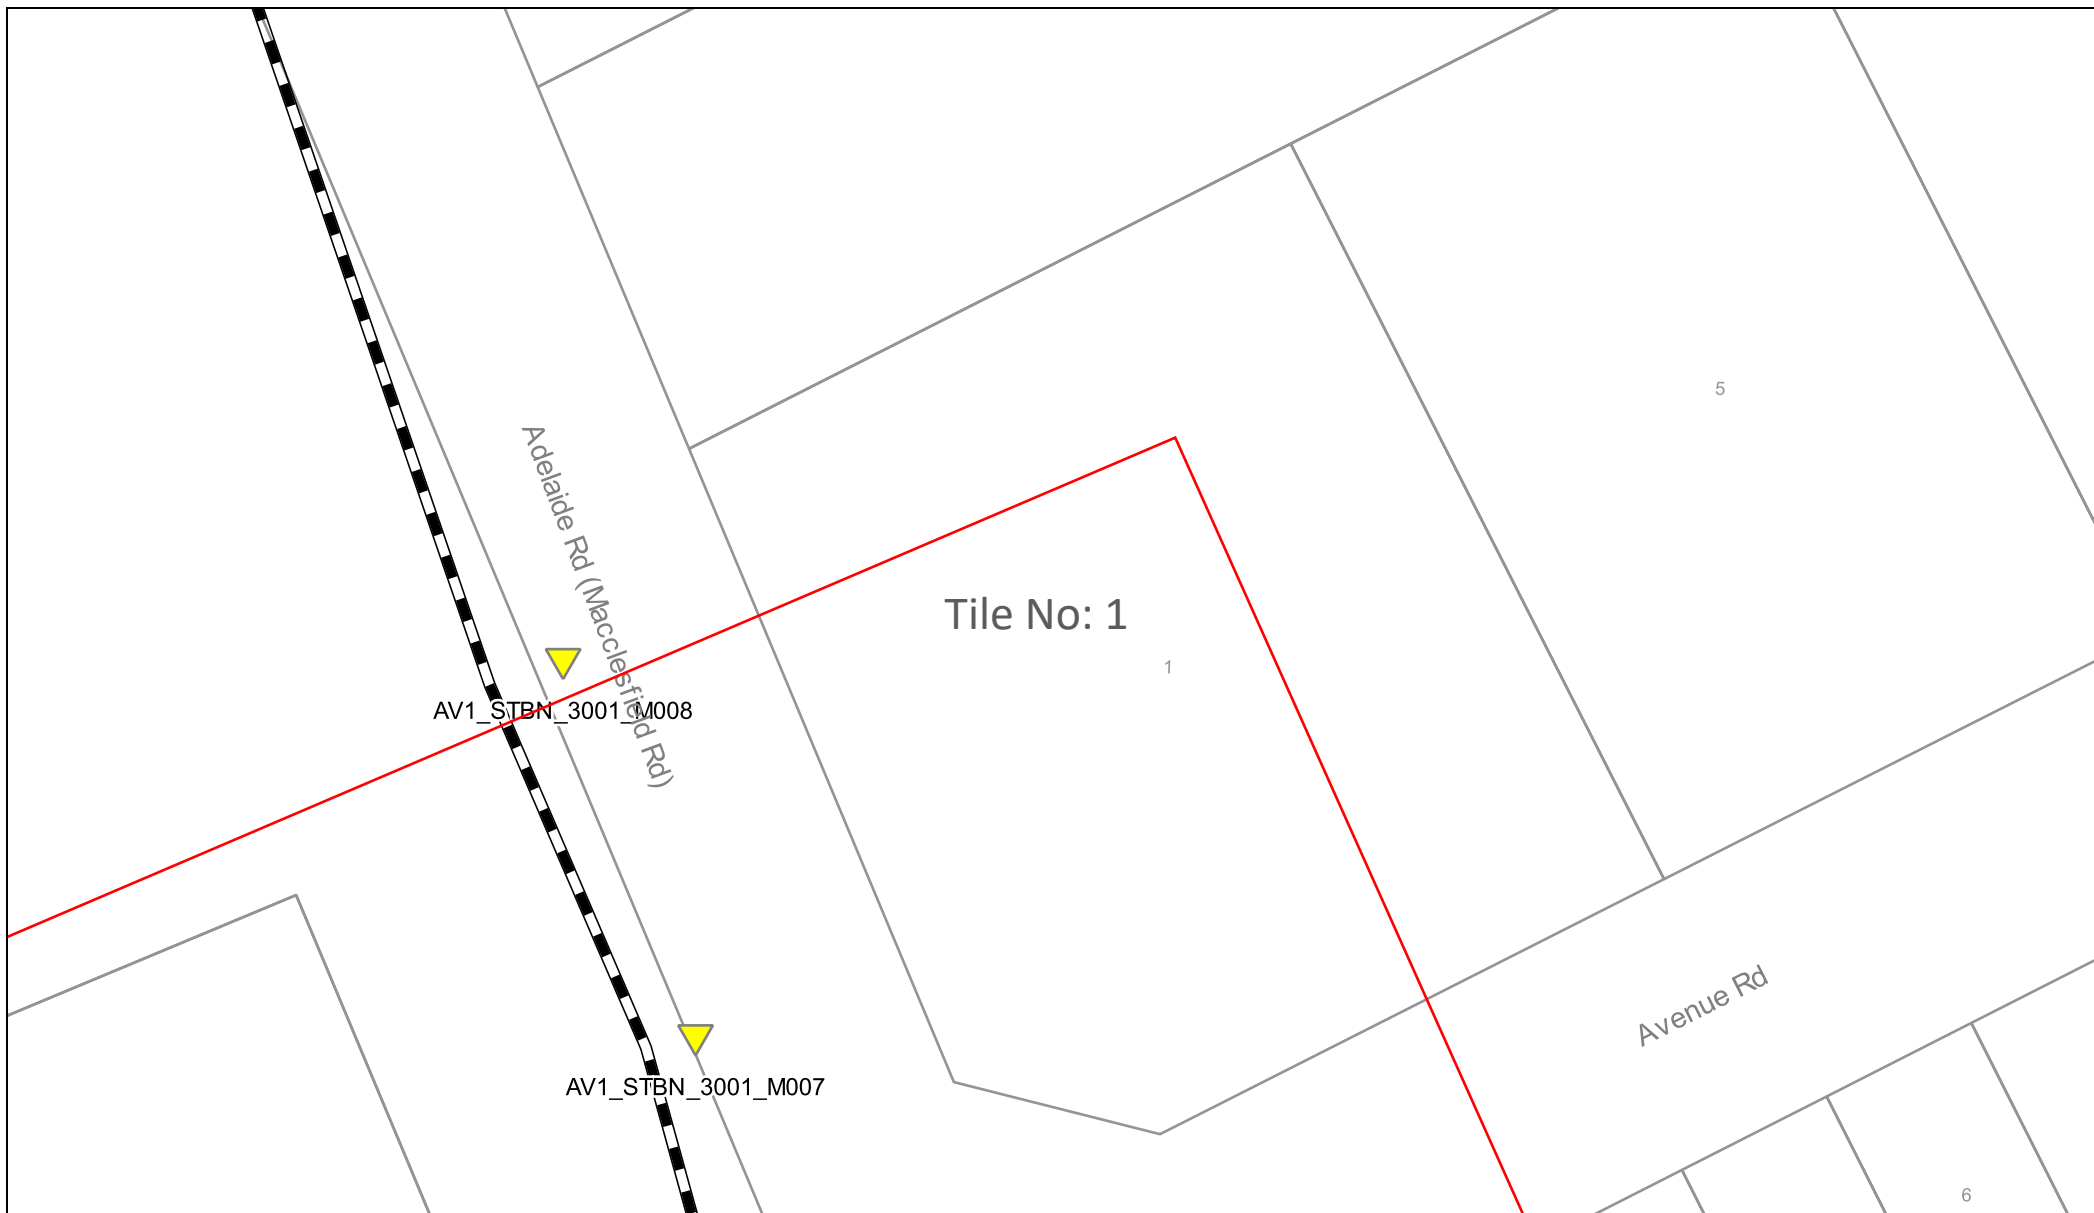 5
Adelaide Rd (Macclesfield Rd)
Tile No: 1
1
AV1_STBN_3001_M008
Avenue Rd
AV1_STBN_3001_M007
6